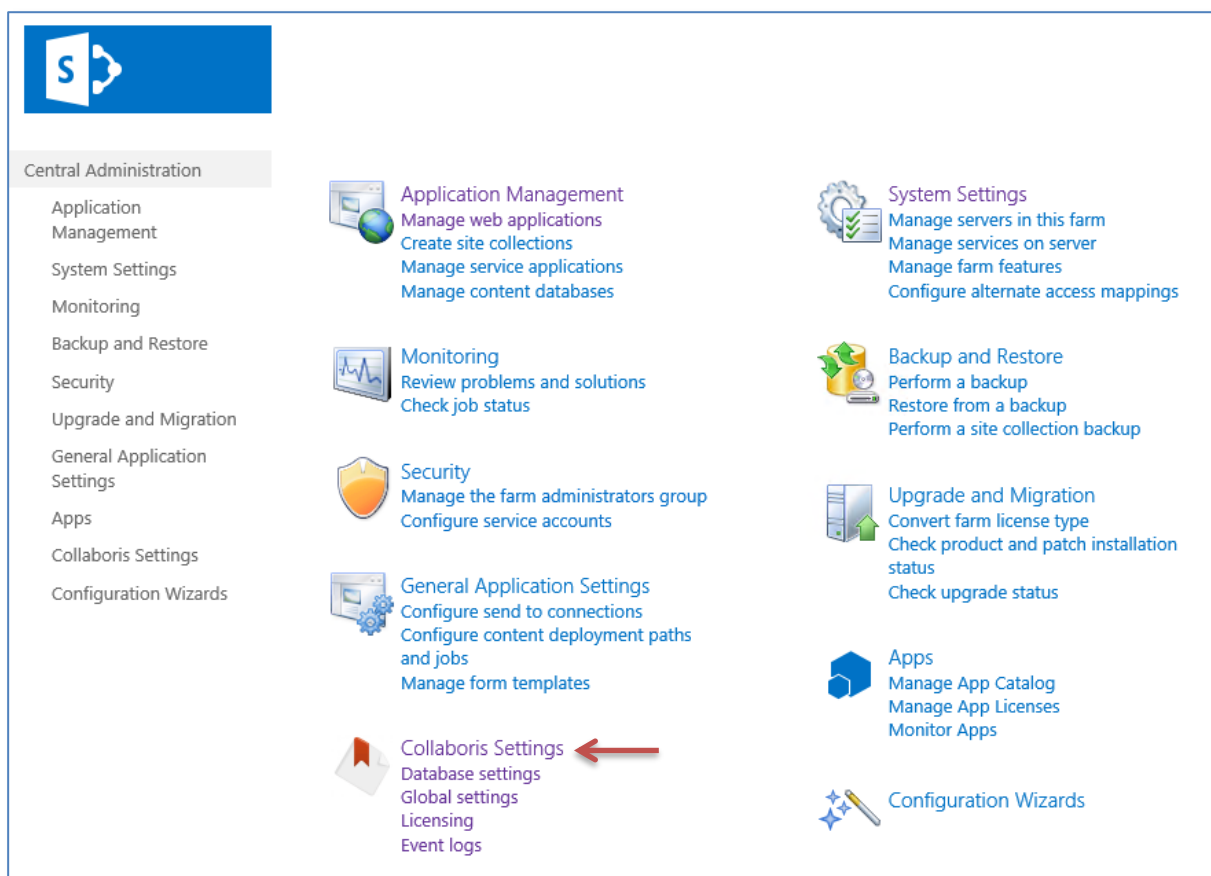 S
Central Administration
Application
Management
System Settings
Monitoring
Backup and Restore
Security
Upgrade and Migration
General Application
Settings
Apps
Collaboris Settings
Configuration Wizards
Application Management
Manage web applications
Create site collections
Manage service applications
Manage content databases
Monitoring
Review problems and solutions
Check job status
Security
Manage the farm administrators group
Configure service accounts
General Application Settings
Configure send to connections
Configure content deployment paths
and jobs
Manage form templates
Collaboris Settings
Database settings
Global settings
Licensing
Event logs
System Settings
Manage servers in this farm
Manage services on server
Manage farm features
Configure alternate access mappings
Backup and Restore
Perform a backup
Restore from a backup
Perform a site collection backup
Upgrade and Migration
Convert farm license type
Check product and patch installation
status
Check upgrade status
Apps
Manage App Catalog
Manage App Licenses
Monitor Apps
Configuration Wizards